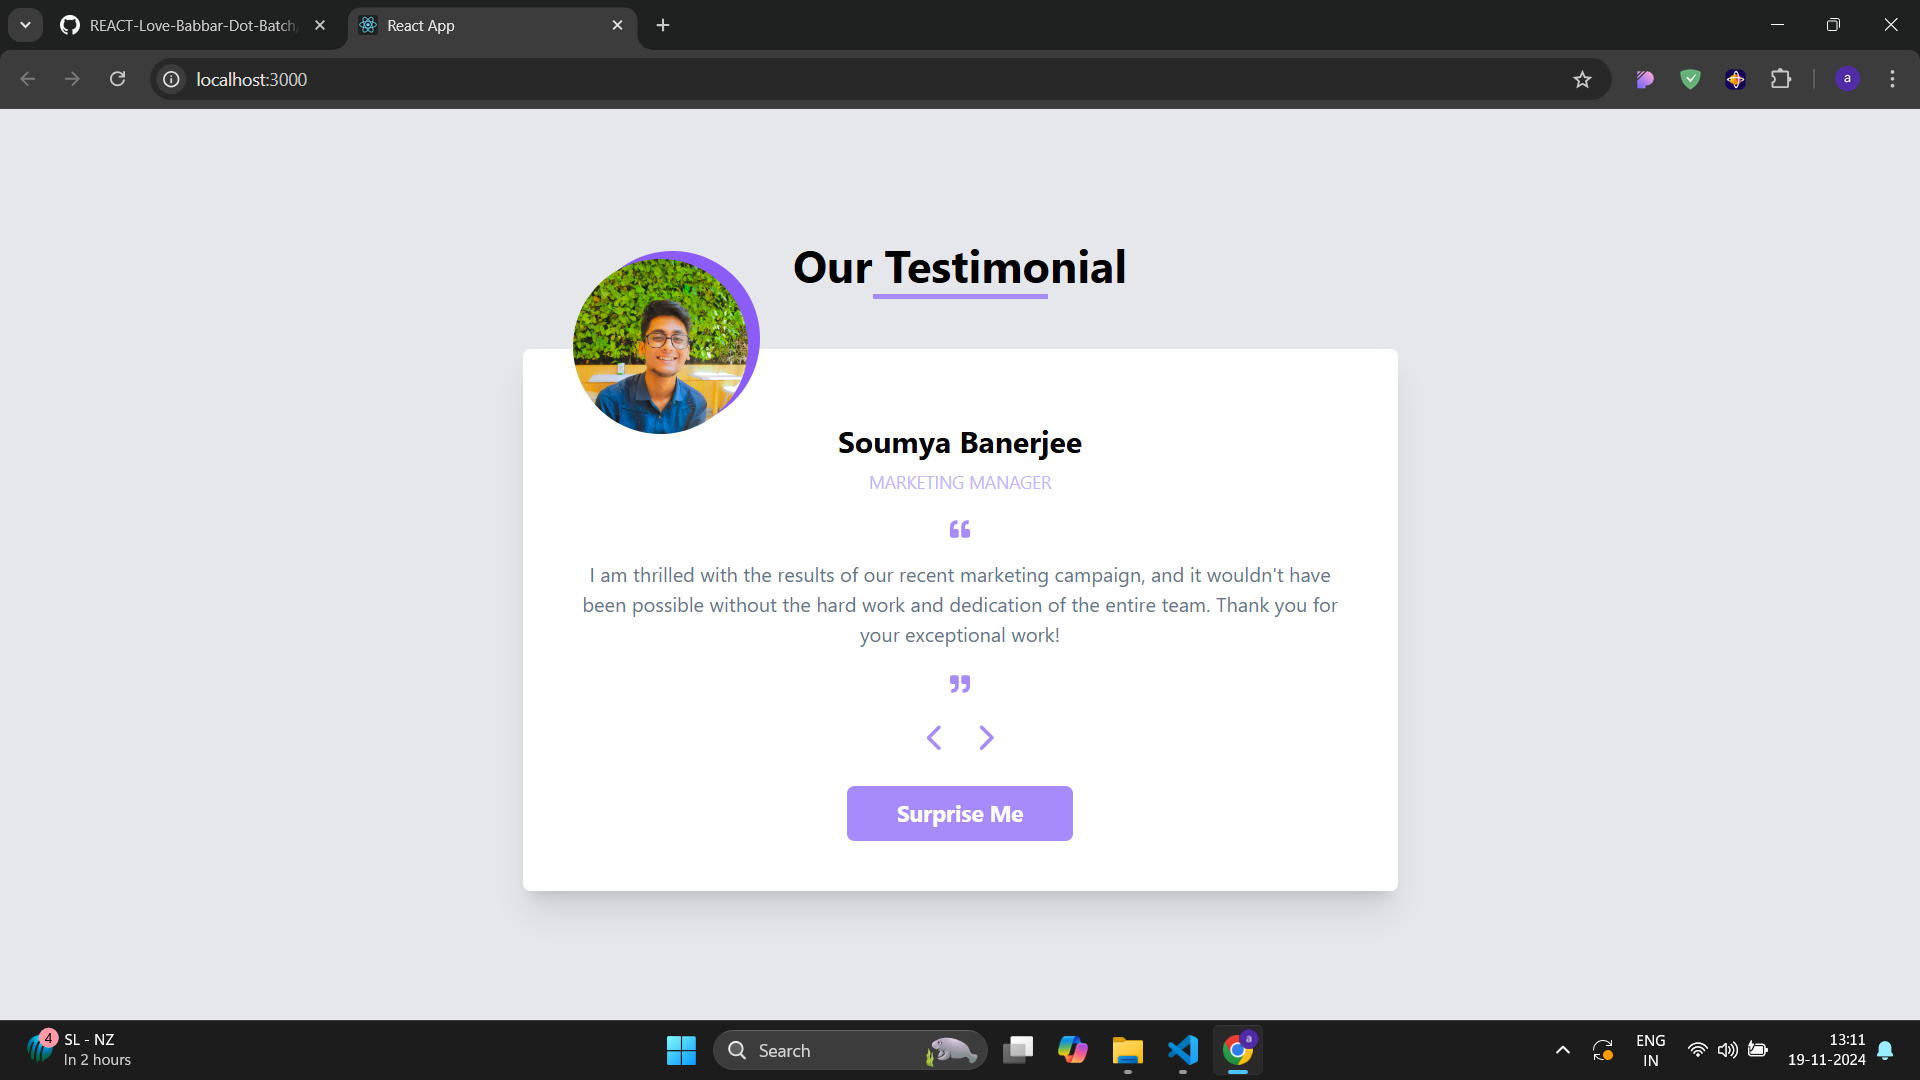 REACT-Love-Babbar-Dot-Batch
React App
localhost:3000
a
Our Testimonial
Soumya Banerjee
MARKETING MANAGER
“
I am thrilled with the results of our recent marketing campaign, and it wouldn't have
been possible without the hard work and dedication of the entire team. Thank you for
your exceptional work!
”
Surprise Me
4
SL - NZ
In 2 hours
Search
a
ENG
IN
13:11
19-11-2024